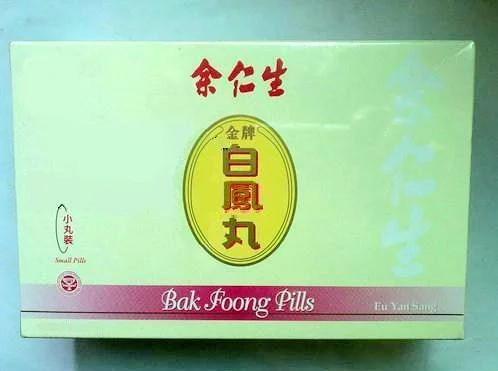 余仁生
余仁生
金牌
白鳳丸
小丸裝
Small Pills
Bak Foong Pills
Eu Yan Sang